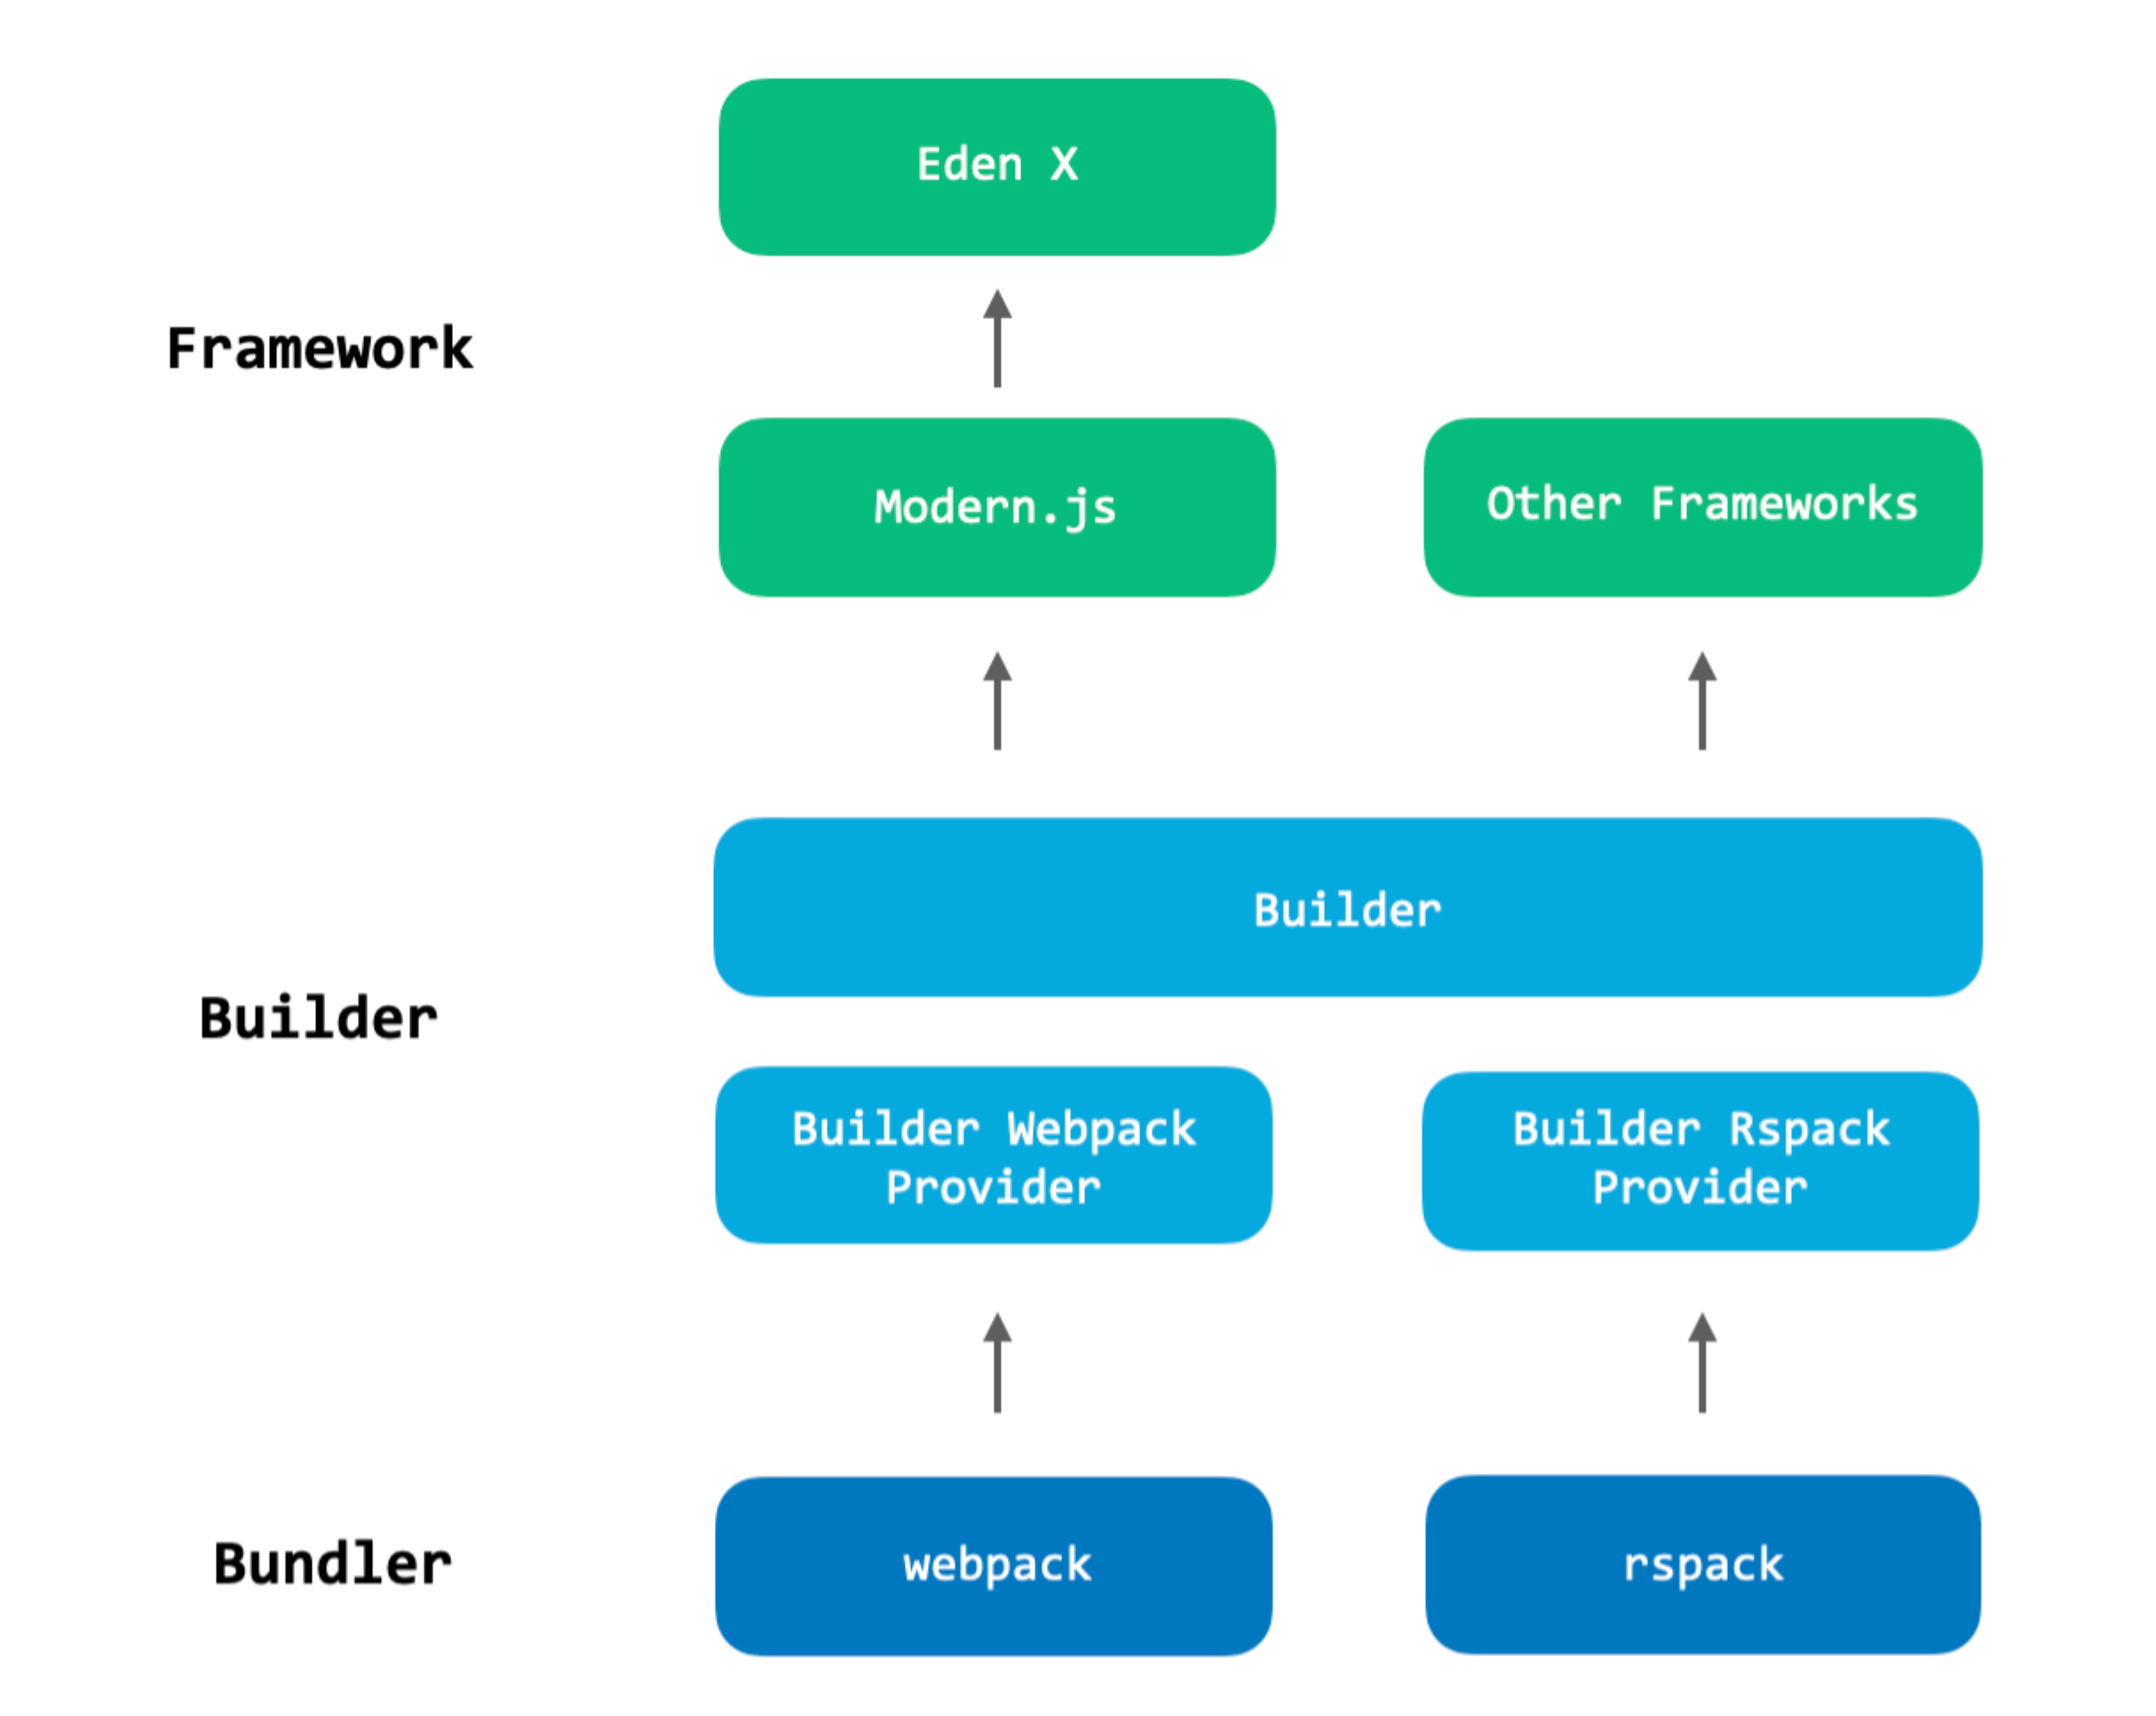 Eden X
Framework
Modern.js
Other Frameworks
Builder
Builder
Builder Webpack
Provider
Builder Rspack
Provider
Bundler
webpack
rspack